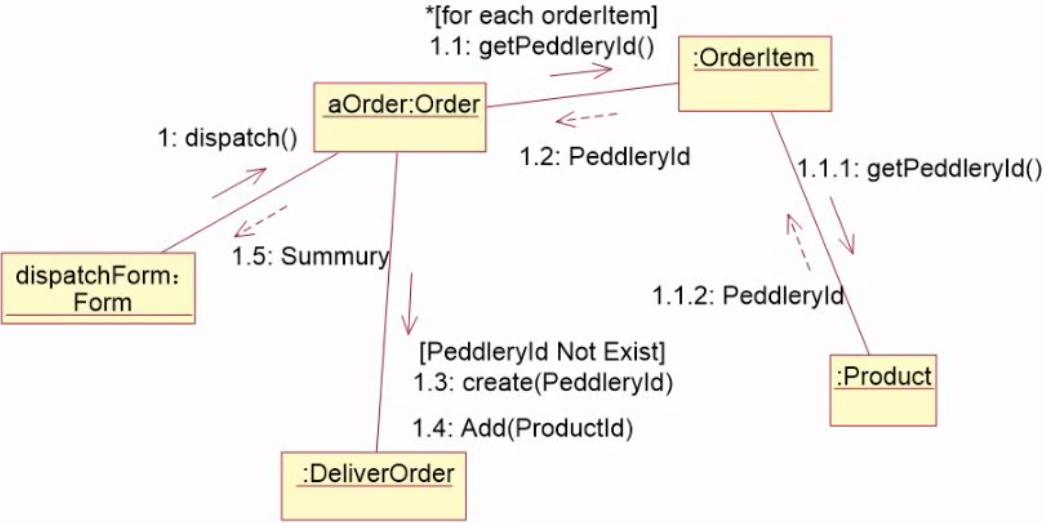 *[for each orderItem]
1.1: getPeddleryId()
:OrderItem
aOrder:Order
1: dispatch()
1.2: PeddleryId
1.1.1: getPeddleryId()
1.5: Summury
dispatchForm：
Form
1.1.2: PeddleryId
[PeddleryId Not Exist]
1.3: create(PeddleryId)
:Product
1.4: Add(ProductId)
:DeliverOrder